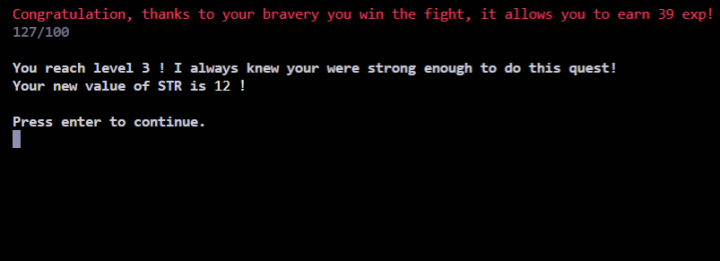 Congratulation, thanks to your bravery you win the fight, it allows you to earn 39 exp!
127/100
You reach level 3 ! I always knew your were strong enough to do this quest!
Your new value of STR is 12 !
Press enter to continue.